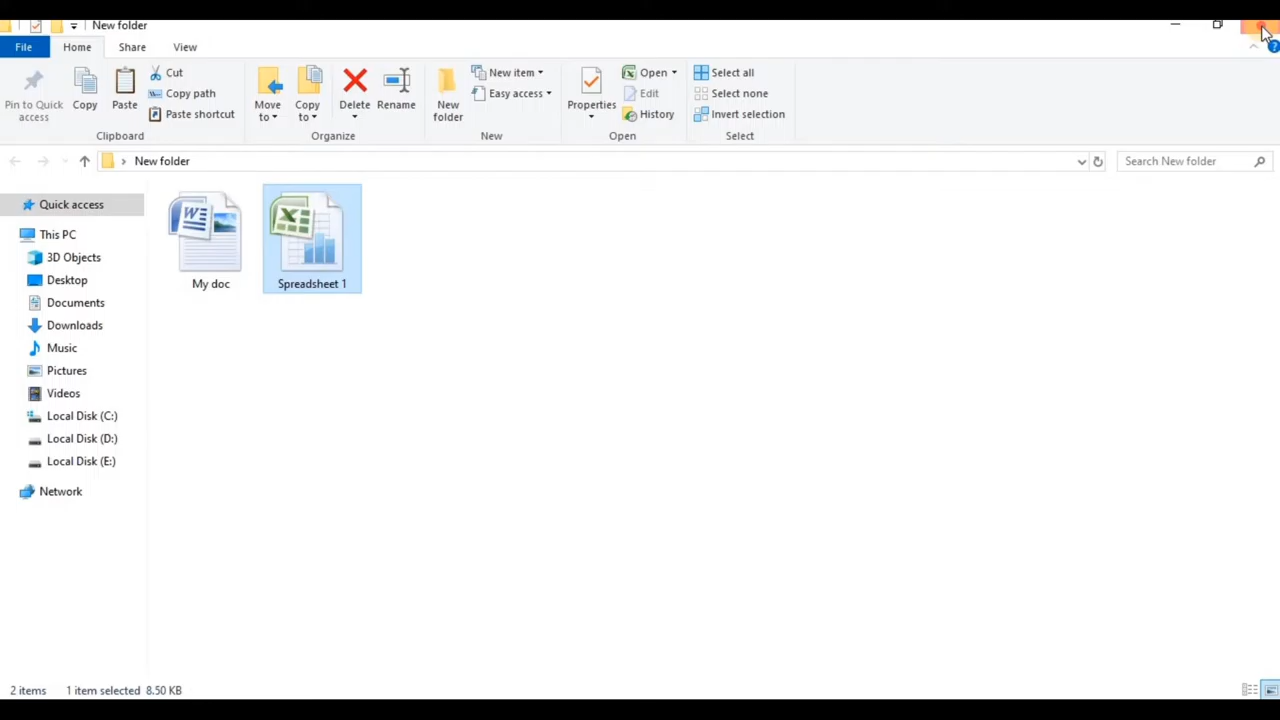 New folder
File Home Share View
Pin to Quick access
Copy
Paste
Cut
Copy path
Paste shortcut
Clipboard
Move to
Copy to
Delete
Rename
Organize
New folder
New item
Easy access
New
Properties
Open
Edit
History
Open
Select all
Select none
Invert selection
Select
New folder
Search New folder
Quick access
This PC
3D Objects
Desktop
Documents
Downloads
Music
Pictures
Videos
Local Disk (C:)
Local Disk (D:)
Local Disk (E:)
Network
My doc
Spreadsheet 1
2 items 1 item selected 8.50 KB